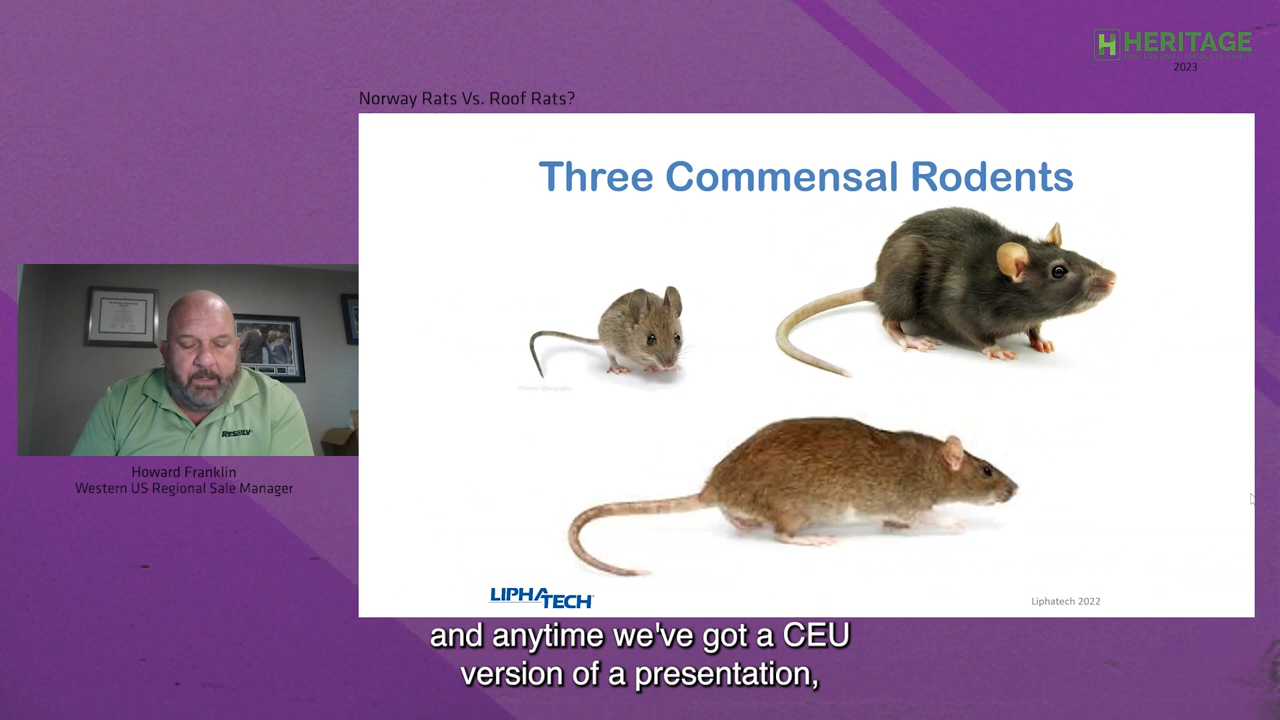 HERITAGE
2023
Norway Rats Vs. Roof Rats?
Three Commensal Rodents
RESOLV
Howard Franklin
Western US Regional Sale Manager
LIPHATECH
Liphatech 2022
and anytime we've got a CEU
version of a presentation,